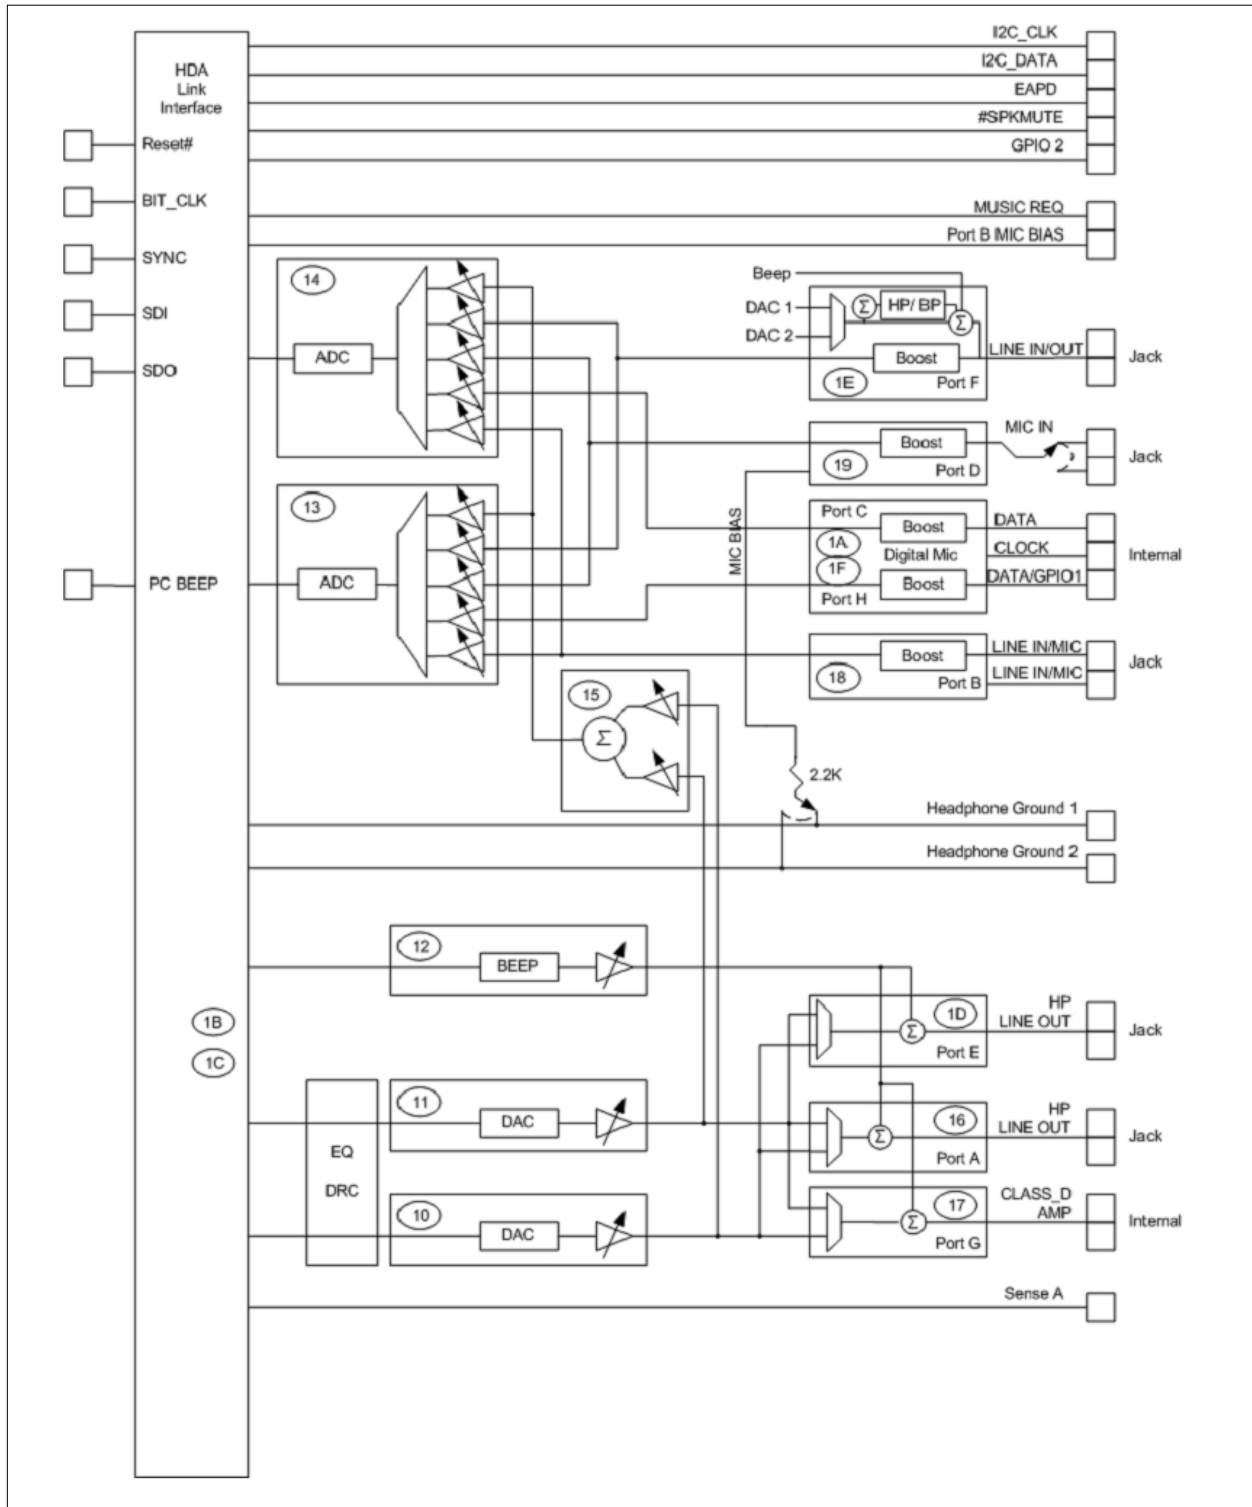 I2C_CLK
HDA
Link
Interface
I2C_DATA
EAPD
#SPKMUTE
Reset#
GPIO 2
BIT_CLK
MUSIC REQ
Port B MIC BIAS
SYNC
14
Beep
SDI
DAC 1
Σ
HP/ BP
Σ
DAC 2
ADC
Boost
LINE IN/OUT
Jack
SDO
1E
Port F
MIC IN
Boost
Jack
19
Port D
13
MIC BIAS
Port C
Boost
DATA
1A
Digital Mic
CLOCK
Internal
PC BEEP
ADC
1F
Boost
DATA/GPIO1
Port H
LINE IN/MIC
Boost
Jack
18
Port B
LINE IN/MIC
15
Σ
2.2K
Headphone Ground 1
Headphone Ground 2
12
BEEP
1B
1D
HP
LINE OUT
Σ
Jack
1C
Port E
11
DAC
16
HP
LINE OUT
Σ
Jack
EQ
Port A
DRC
10
DAC
17
CLASS_D
AMP
Σ
Internal
Port G
Sense A